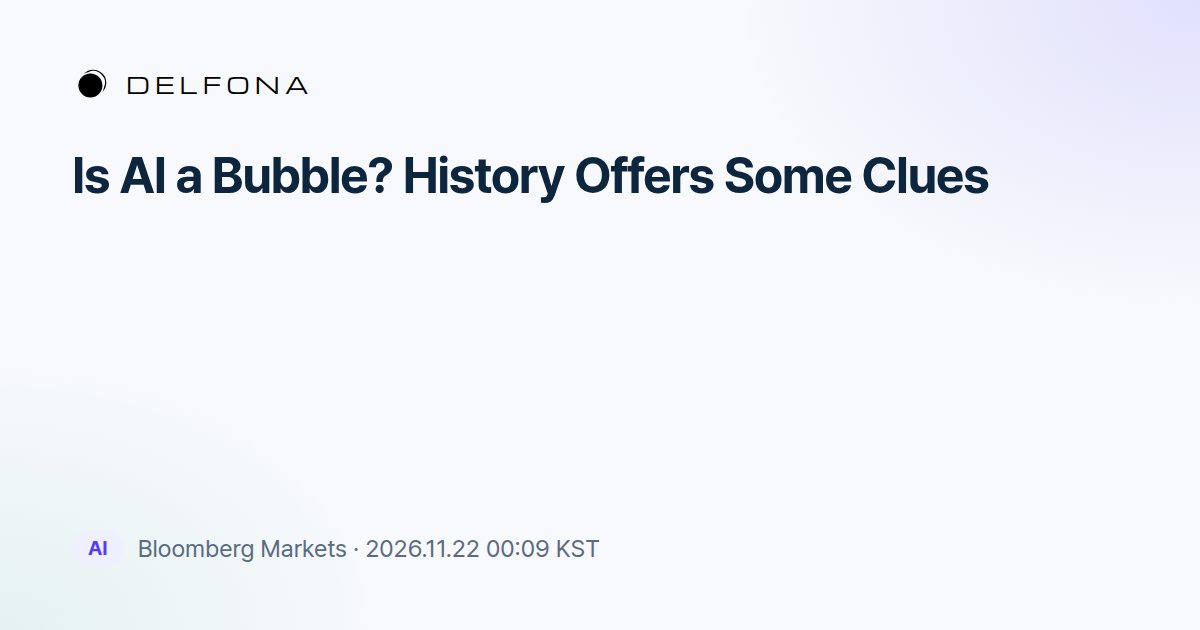 DELFONA
Is AI a Bubble? History Offers Some Clues
AI Bloomberg Markets · 2026.11.22 00:09 KST